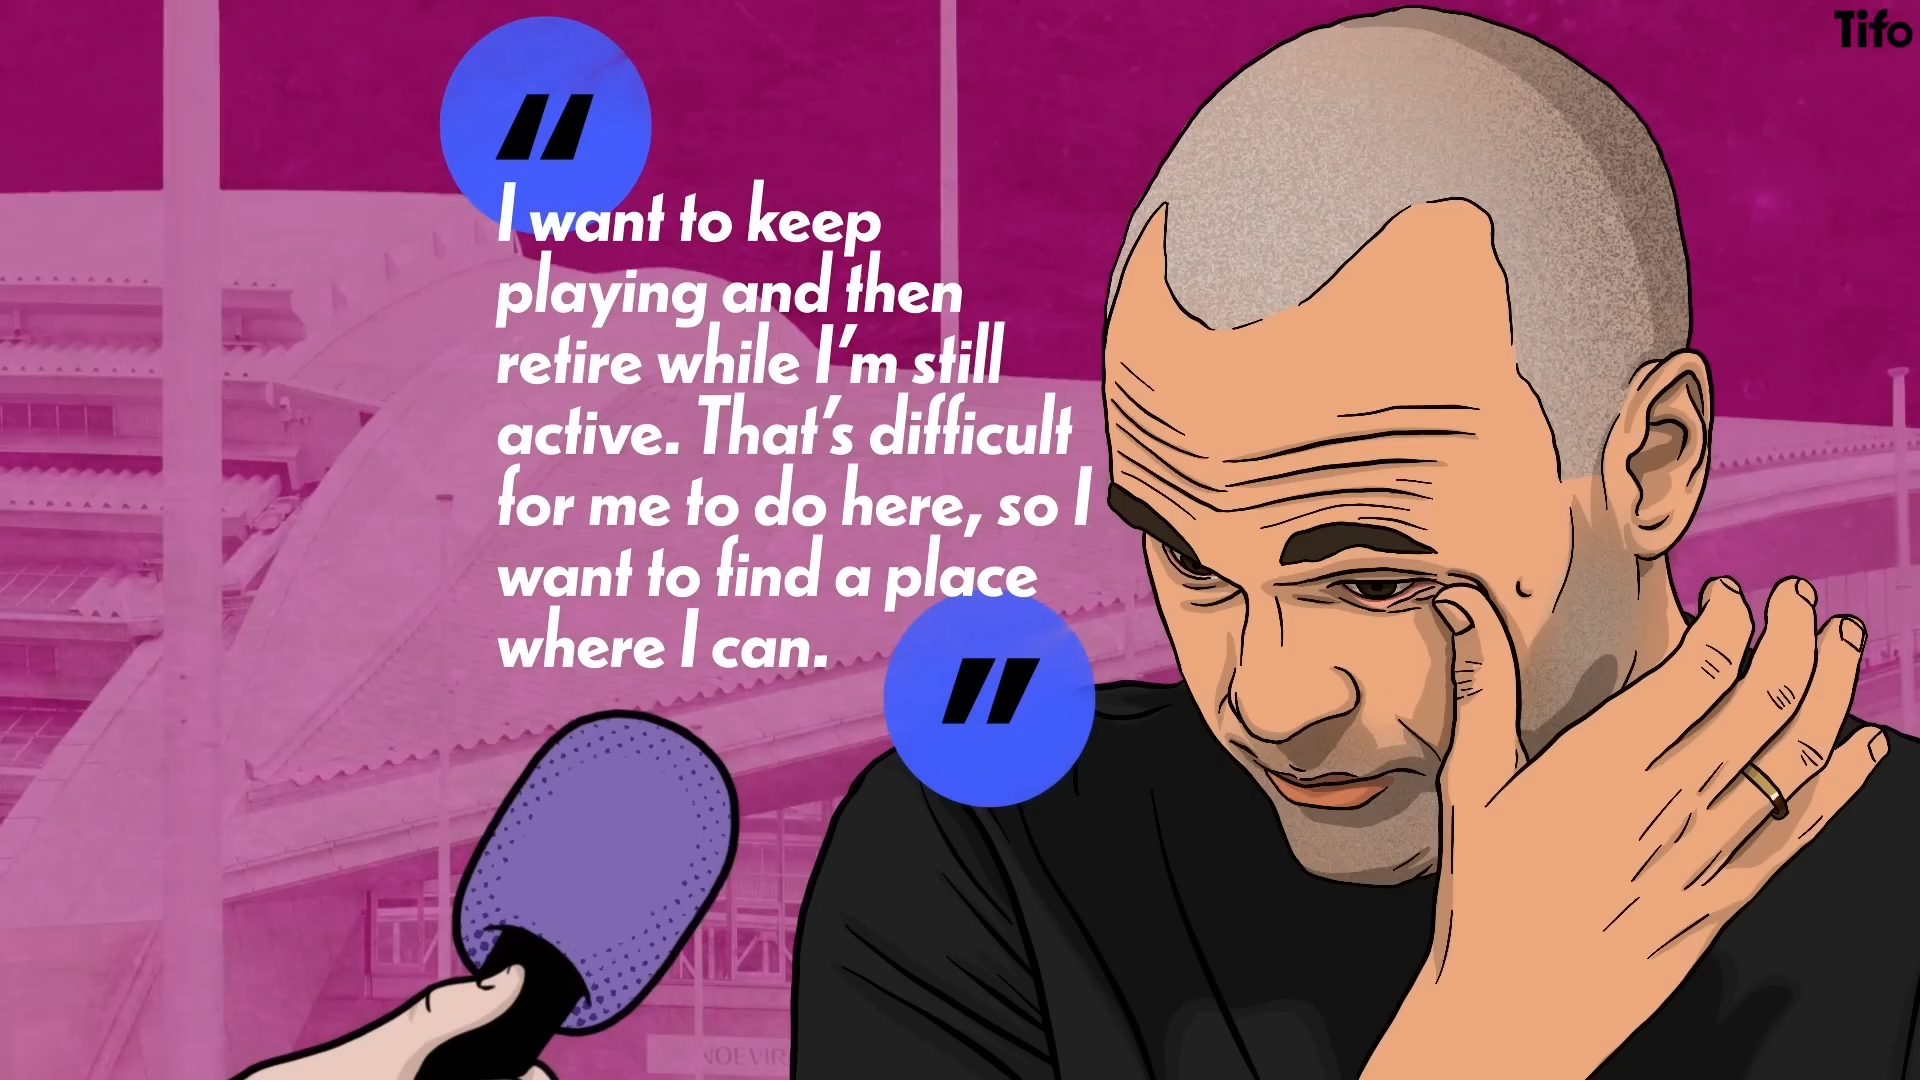 Tifo
"
I want to keep
playing and then
retire while I'm still
active. That's difficult
for me to do here, so I
want to find a place
where I can.
"
NOEVIR